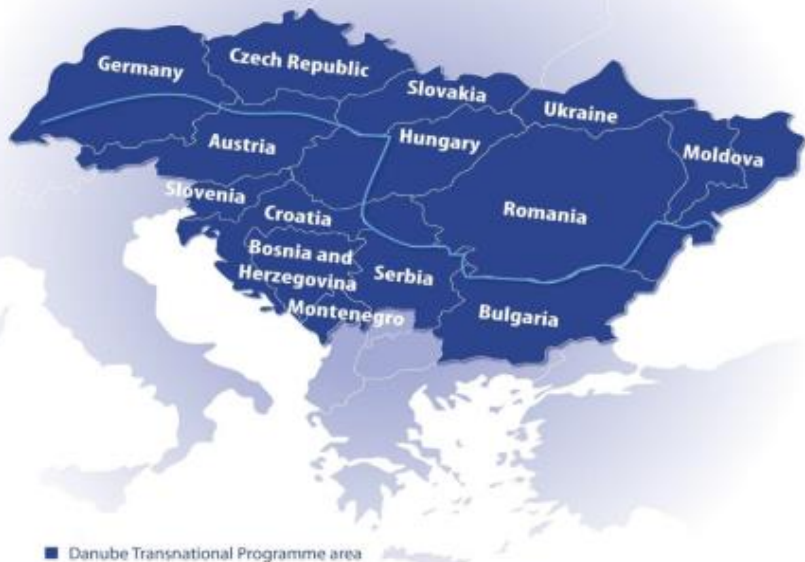 Germany
Czech Republic
Slovakia
Ukraine
Austria
Hungary
Moldova
Slovenia
Croatia
Romania
Bosnia and
Herzegovina
Serbia
Montenegro
Bulgaria
Danube Transnational Programme area